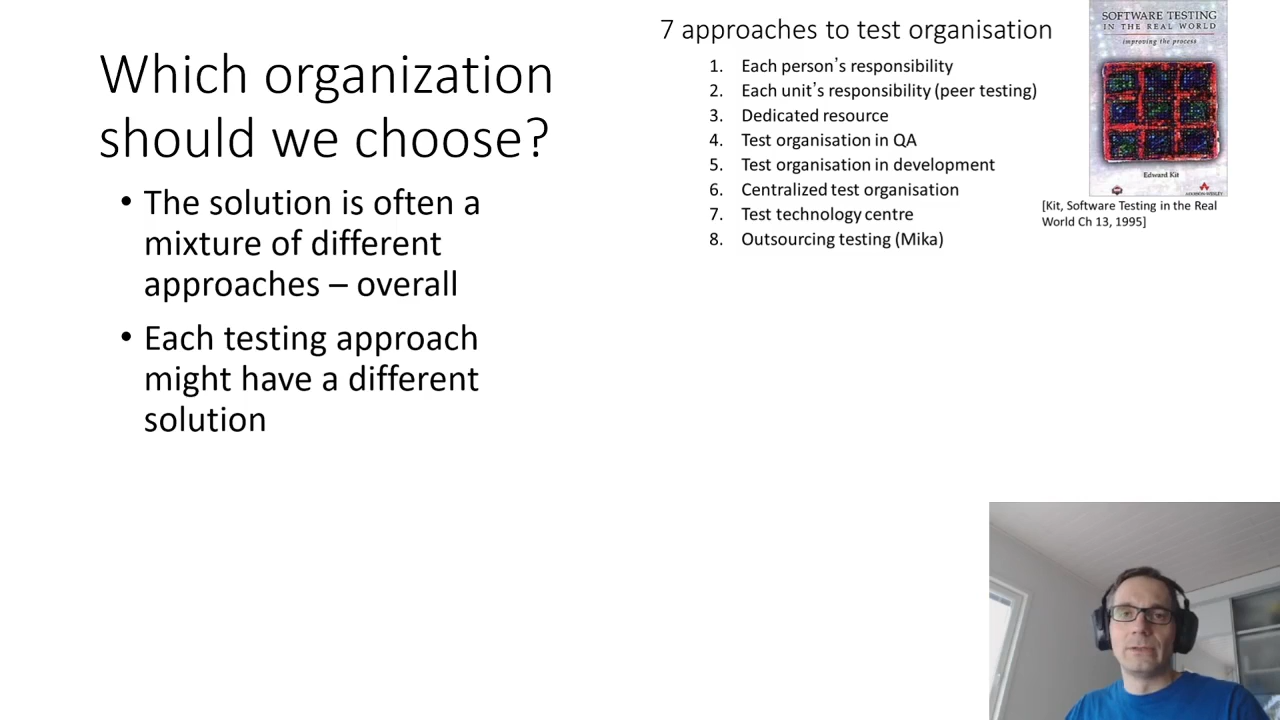 Which organization
should we choose?
• The solution is often a
mixture of different
approaches – overall
• Each testing approach
might have a different
solution
7 approaches to test organisation
1. Each person's responsibility
2. Each unit's responsibility (peer testing)
3. Dedicated resource
4. Test organisation in QA
5. Test organisation in development
6. Centralized test organisation
7. Test technology centre
8. Outsourcing testing (Mika)
SOFTWARE TESTING
IN THE REAL WORLD
improving the process
Edward Kit
[Kit, Software Testing in the Real
World Ch 13, 1995]